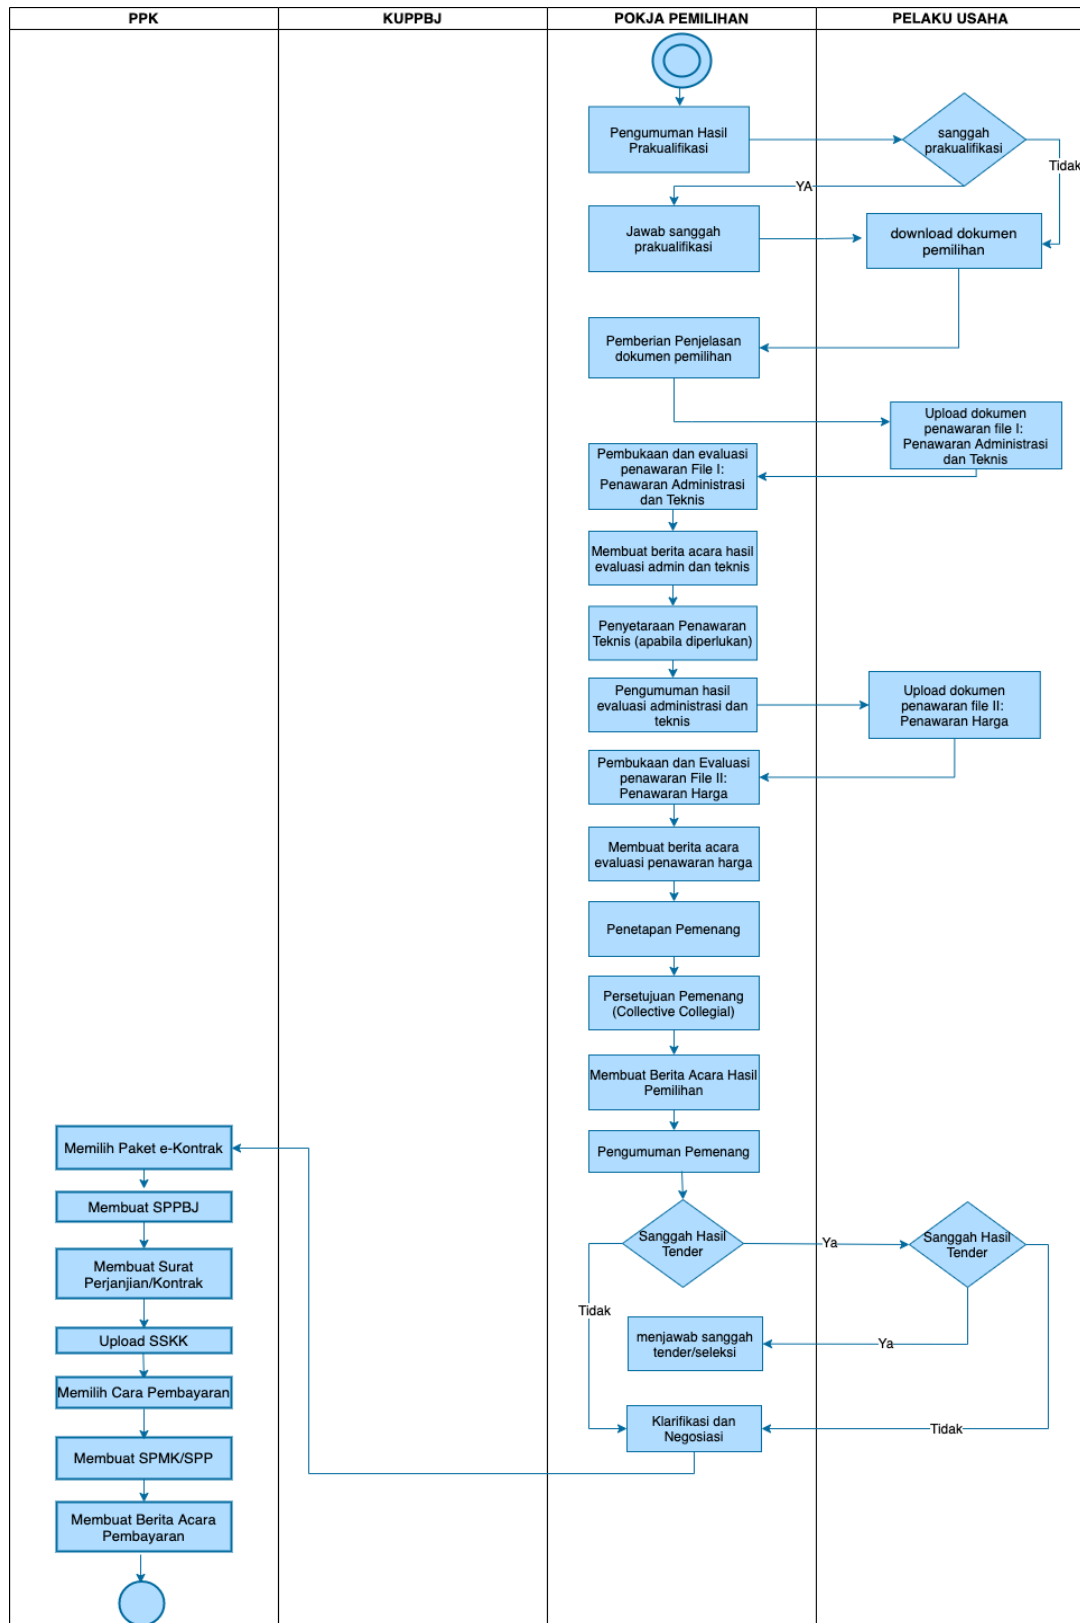 PPK
KUPPBJ
POKJA PEMILIHAN
PELAKU USAHA
Pengumuman Hasil
Prakualifikasi
sanggah
prakualifikasi
Tidak
YA
Jawab sanggah
prakualifikasi
download dokumen
pemilihan
Pemberian Penjelasan
dokumen pemilihan
Upload dokumen
penawaran file I:
Penawaran Administrasi
dan Teknis
Pembukaan dan evaluasi
penawaran File I:
Penawaran Administrasi
dan Teknis
Membuat berita acara hasil
evaluasi admin dan teknis
Penyetaraan Penawaran
Teknis (apabila diperlukan)
Pengumuman hasil
evaluasi administrasi dan
teknis
Upload dokumen
penawaran file II:
Penawaran Harga
Pembukaan dan Evaluasi
penawaran File II:
Penawaran Harga
Membuat berita acara
evaluasi penawaran harga
Penetapan Pemenang
Persetujuan Pemenang
(Collective Collegial)
Membuat Berita Acara Hasil
Pemilihan
Pengumuman Pemenang
Sanggah Hasil
Tender
Ya
Sanggah Hasil
Tender
Tidak
menjawab sanggah
tender/seleksi
Ya
Klarifikasi dan
Negosiasi
Tidak
Memilih Paket e-Kontrak
Membuat SPPBJ
Membuat Surat
Perjanjian/Kontrak
Upload SSKK
Memilih Cara Pembayaran
Membuat SPMK/SPP
Membuat Berita Acara
Pembayaran